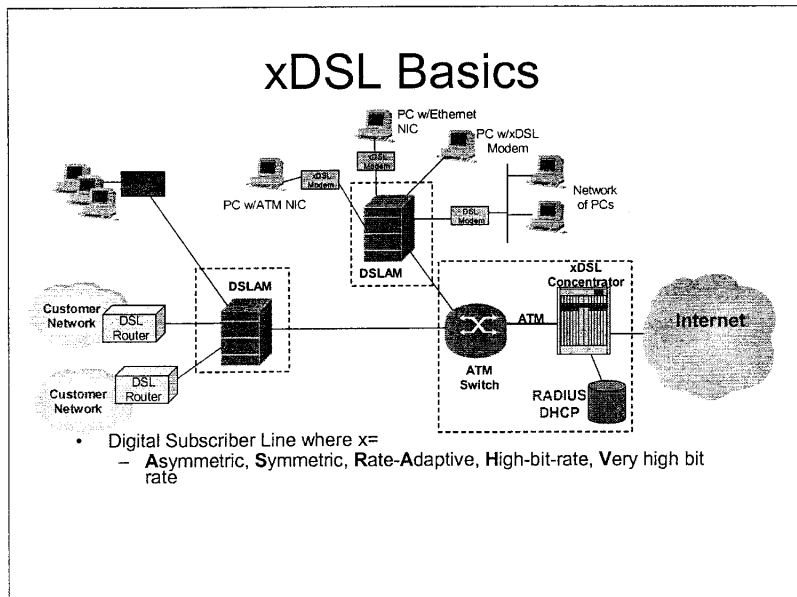 xDSL Basics
PC w/Ethernet
NIC
PC w/xDSL
Modem
xDSL
Modem
xDSL
Modem
PC w/ATM NIC
DSL
Modem
Network
of PCs
DSLAM
DSLAM
xDSL
Concentrator
Customer
Network
DSL
Router
ATM
Internet
ATM
Switch
Customer
Network
DSL
Router
RADIUS
DHCP
• Digital Subscriber Line where x=
– Asymmetric, Symmetric, Rate-Adaptive, High-bit-rate, Very high bit
rate